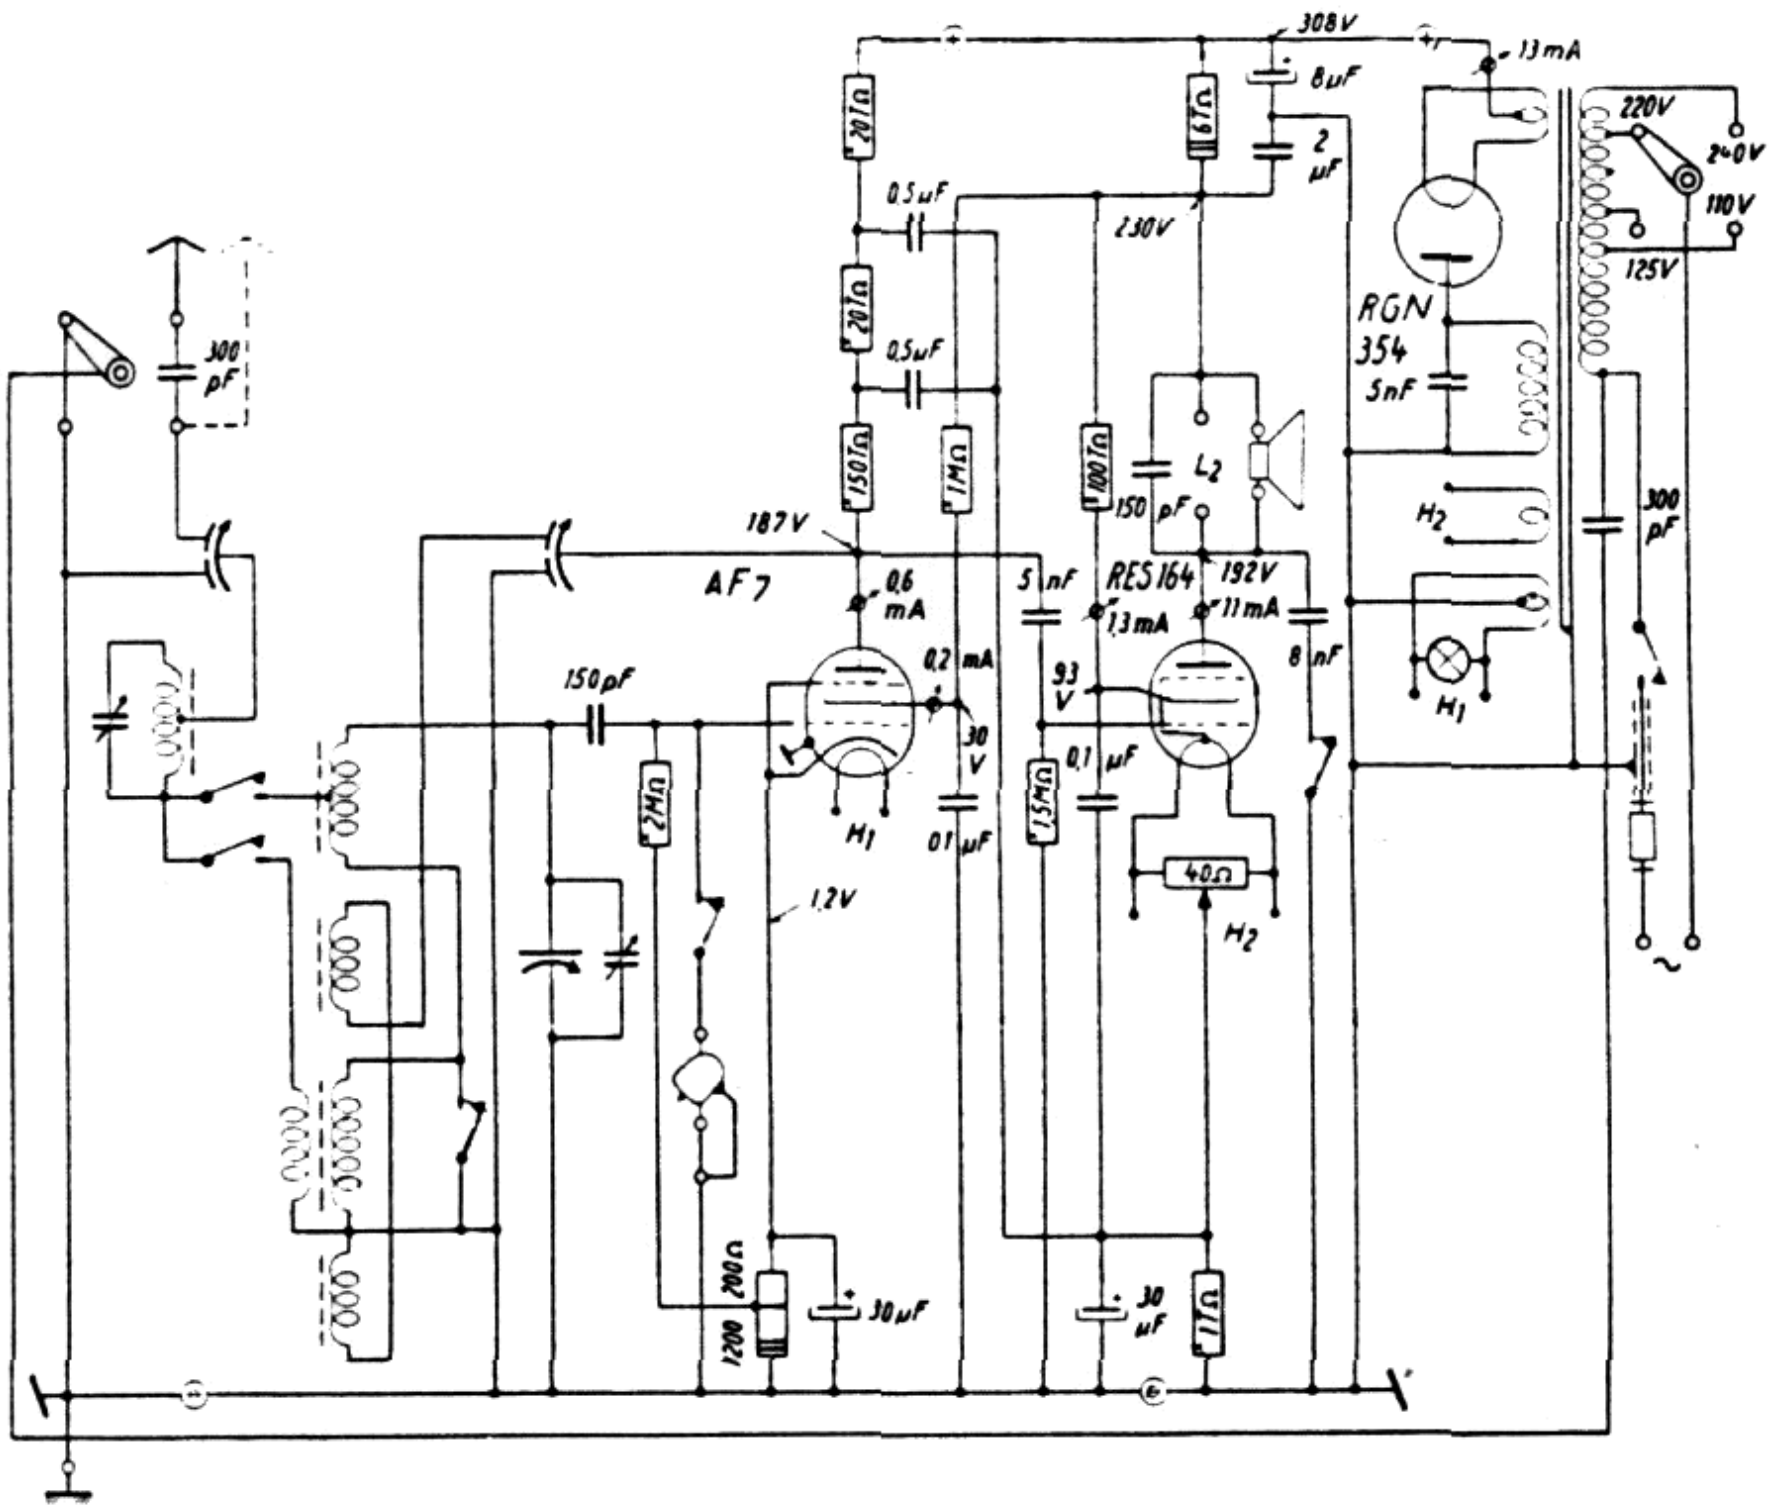 308V
13mA
8µF
20TΩ
6TΩ
2
µF
220V
240V
110V
125V
0,5µF
230V
20TΩ
300
pF
0,5µF
RGN
354
5nF
150TΩ
1MΩ
100TΩ
L2
150 pF
H2
300
pF
187V
AF7
0,6
mA
5 nF
RES164
192V
1,3mA
11mA
8 nF
150pF
0,2 mA
93
V
H1
30
V
2MΩ
H1
0,1 µF
1,5MΩ
0,1 µF
40Ω
1,2V
H2
~
200Ω
1200
30µF
30
µF
1TΩ